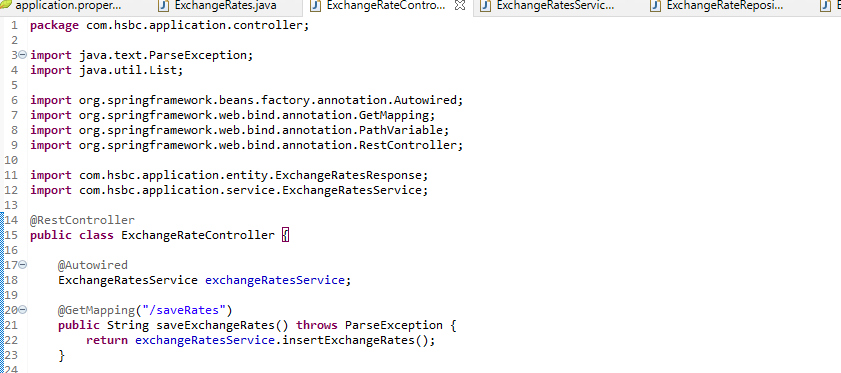 application.proper... ExchangeRates.java ExchangeRateContro... ExchangeRatesServic... ExchangeRateReposi...
1 package com.hsbc.application.controller;
2
3 import java.text.ParseException;
4 import java.util.List;
5
6 import org.springframework.beans.factory.annotation.Autowired;
7 import org.springframework.web.bind.annotation.GetMapping;
8 import org.springframework.web.bind.annotation.PathVariable;
9 import org.springframework.web.bind.annotation.RestController;
10
11 import com.hsbc.application.entity.ExchangeRatesResponse;
12 import com.hsbc.application.service.ExchangeRatesService;
13
14 @RestController
15 public class ExchangeRateController {
16
17 @Autowired
18 ExchangeRatesService exchangeRatesService;
19
20 @GetMapping("/saveRates")
21 public String saveExchangeRates() throws ParseException {
22 return exchangeRatesService.insertExchangeRates();
23 }
24